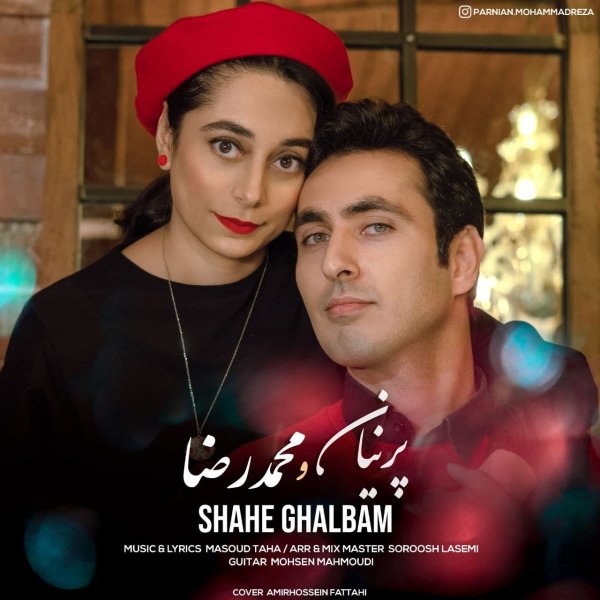 PARNIAN.MOHAMMADREZA
پرنیان و محمدرضا
SHAHE GHALBAM
MUSIC & LYRICS MASOUD TAHA / ARR & MIX MASTER SOROOSH LASEMI
GUITAR MOHSEN MAHMOUDI
COVER AMIRHOSSEIN FATTAHI